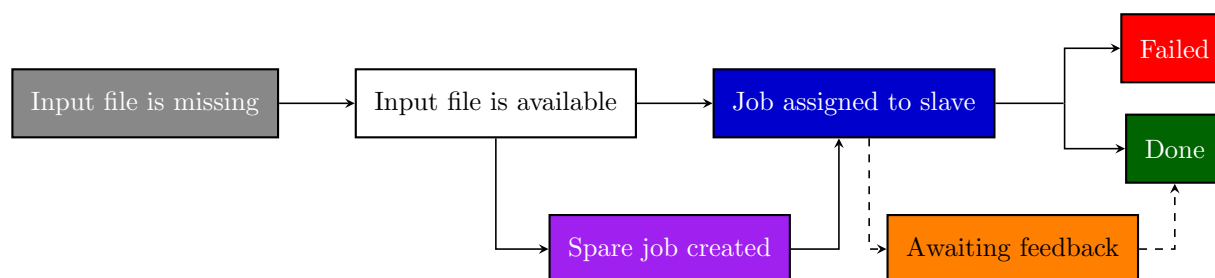 Input file is missing
Input file is available
Job assigned to slave
Failed
Done
Spare job created
Awaiting feedback